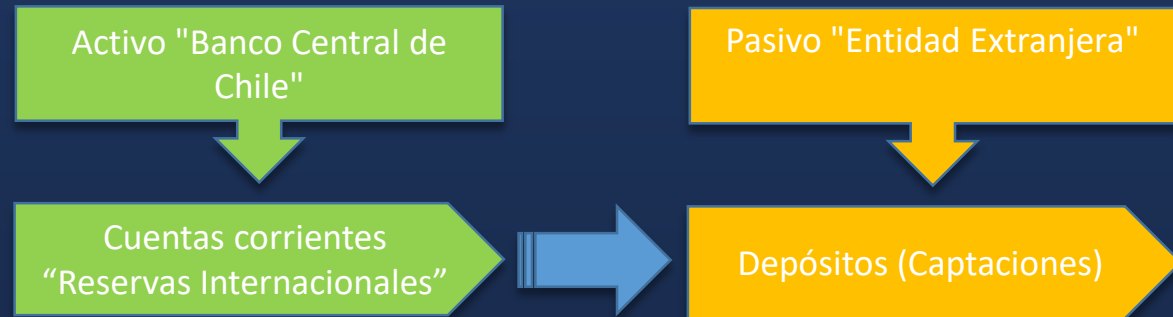 Activo "Banco Central de
Chile"
Pasivo "Entidad Extranjera"
Cuentas corrientes
“Reservas Internacionales”
Depósitos (Captaciones)